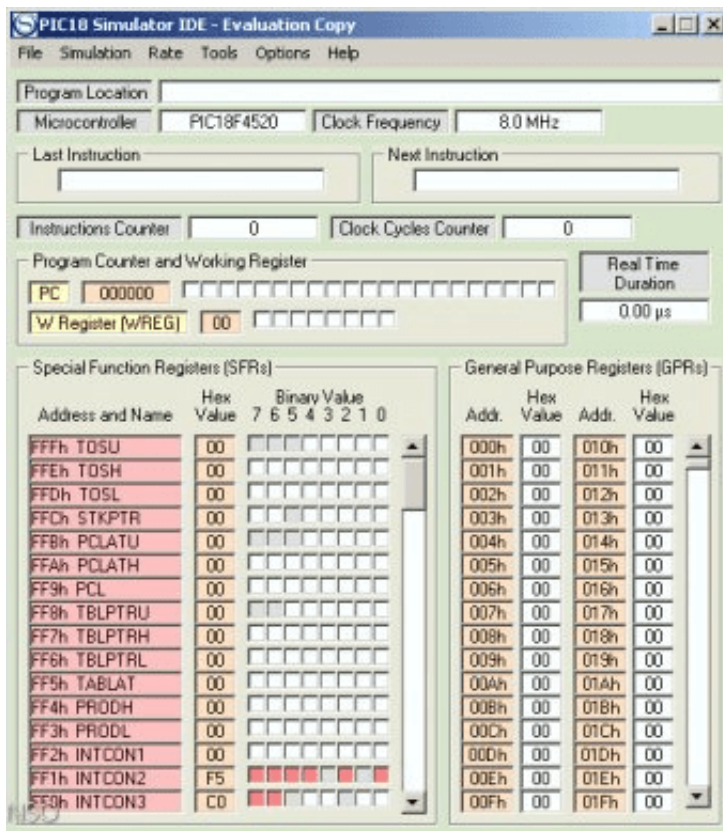 PIC18 Simulator IDE - Evaluation Copy
File Simulation Rate Tools Options Help
Program Location
Microcontroller PIC18F4520 Clock Frequency 8.0 MHz
Last Instruction Next Instruction
Instructions Counter 0 Clock Cycles Counter 0
Program Counter and Working Register Real Time
Duration
PC 000000
0.00 µs
W Register (WREG) 00
Special Function Registers (SFRs) General Purpose Registers (GPRs)
Hex Binary Value Hex Hex
Address and Name Value 7 6 5 4 3 2 1 0 Addr. Value Addr. Value
FFFh TOSU 00 000h 00 010h 00
FFEh TOSH 00 001h 00 011h 00
FFDh TOSL 00 002h 00 012h 00
FFCh STKPTR 00 003h 00 013h 00
FFBh PCLATU 00 004h 00 014h 00
FFAh PCLATH 00 005h 00 015h 00
FF9h PCL 00 006h 00 016h 00
FF8h TBLPTRU 00 007h 00 017h 00
FF7h TBLPTRH 00 008h 00 018h 00
FF6h TBLPTRL 00 009h 00 019h 00
FF5h TABLAT 00 00Ah 00 01Ah 00
FF4h PRODH 00 00Bh 00 01Bh 00
FF3h PRODL 00 00Ch 00 01Ch 00
FF2h INTCON1 00 00Dh 00 01Dh 00
FF1h INTCON2 F5 00Eh 00 01Eh 00
FF0h INTCON3 C0 00Fh 00 01Fh 00